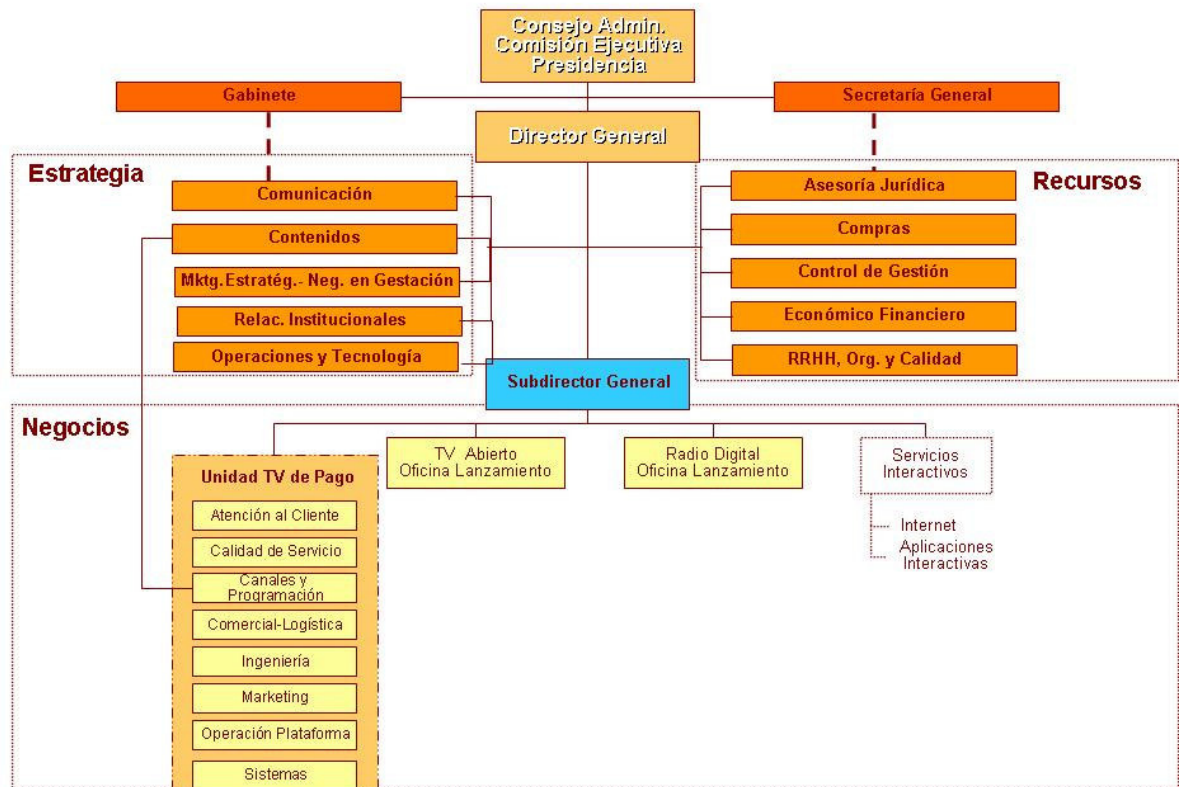 Consejo Admin.
Comisión Ejecutiva
Presidencia
Gabinete
Secretaría General
Director General
Estrategia
Comunicación
Contenidos
Mktg.Estratég.- Neg. en Gestación
Relac. Institucionales
Operaciones y Tecnología
Recursos
Asesoría Jurídica
Compras
Control de Gestión
Económico Financiero
RRHH, Org. y Calidad
Subdirector General
Negocios
Unidad TV de Pago
Atención al Cliente
Calidad de Servicio
Canales y
Programación
Comercial-Logística
Ingeniería
Marketing
Operación Plataforma
Sistemas
TV Abierto
Oficina Lanzamiento
Radio Digital
Oficina Lanzamiento
Servicios
Interactivos
Internet
Aplicaciones
Interactivas